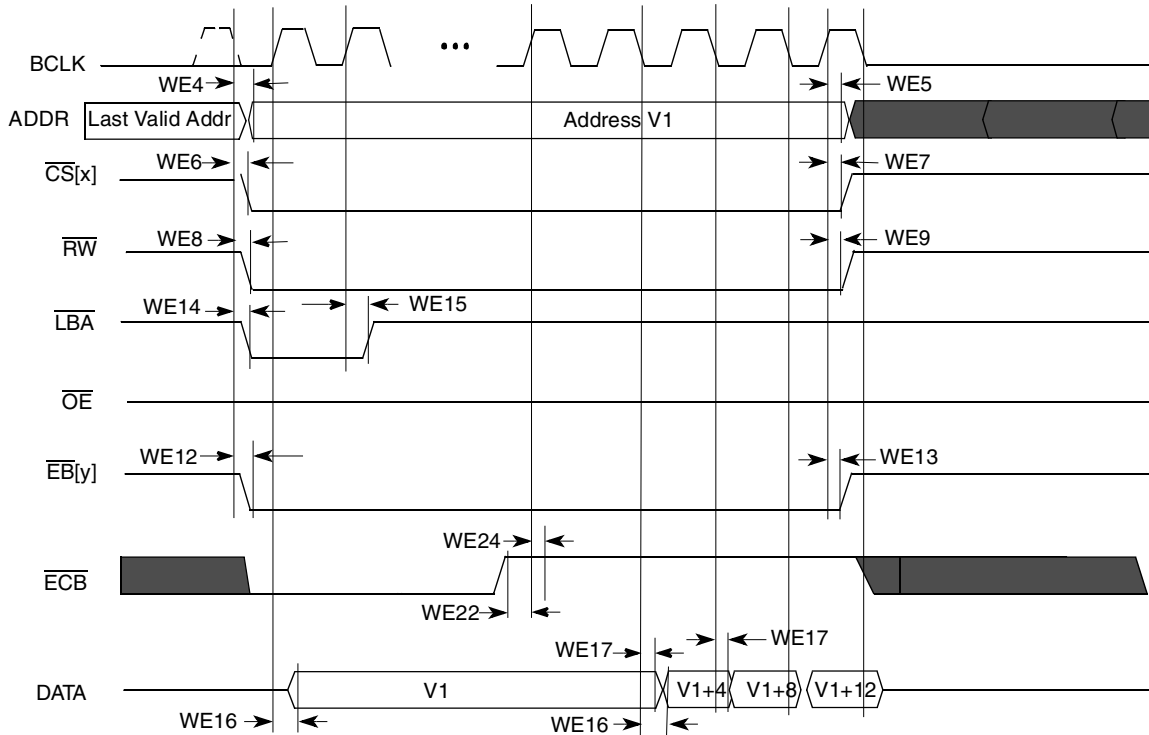 BCLK
...
WE4
WE5
ADDR
Last Valid Addr
Address V1
WE6
WE7
CS[x]
WE8
WE9
RW
WE14
WE15
LBA
OE
WE12
WE13
EB[y]
WE24
ECB
WE22
WE17
WE17
DATA
V1
V1+4
V1+8
V1+12
WE16
WE16